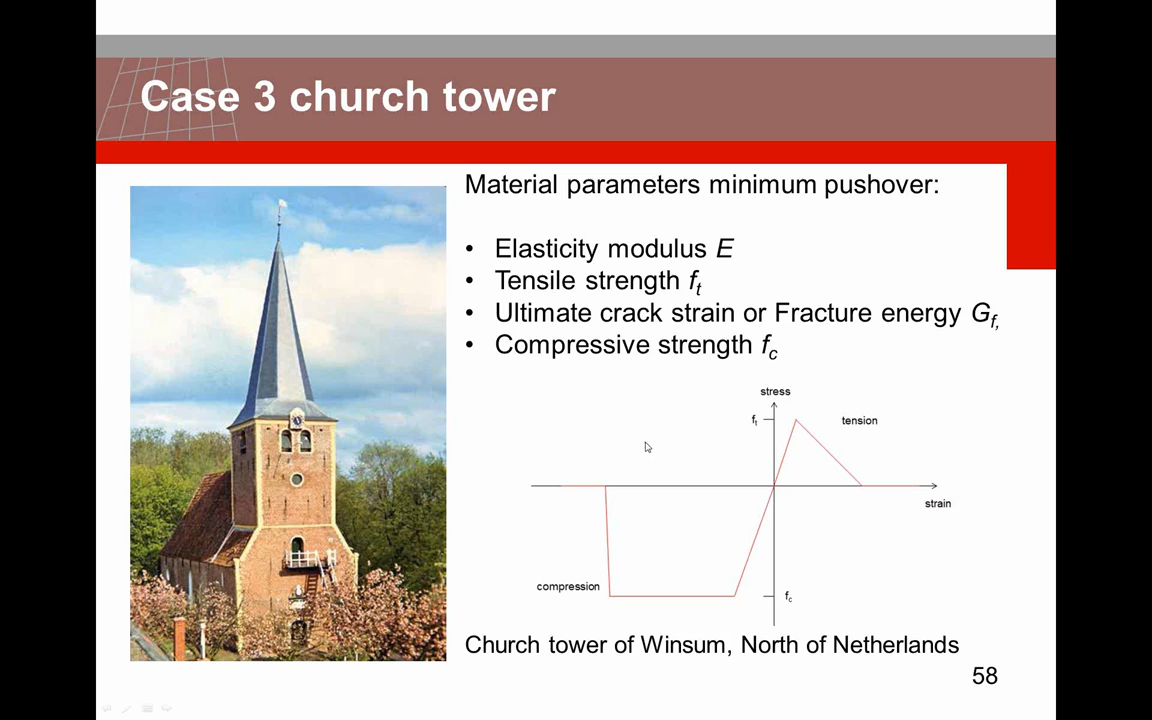 Case 3 church tower
Material parameters minimum pushover:
• Elasticity modulus E
• Tensile strength ft
• Ultimate crack strain or Fracture energy Gf,
• Compressive strength fc
stress
ft
tension
strain
compression
fc
Church tower of Winsum, North of Netherlands
58